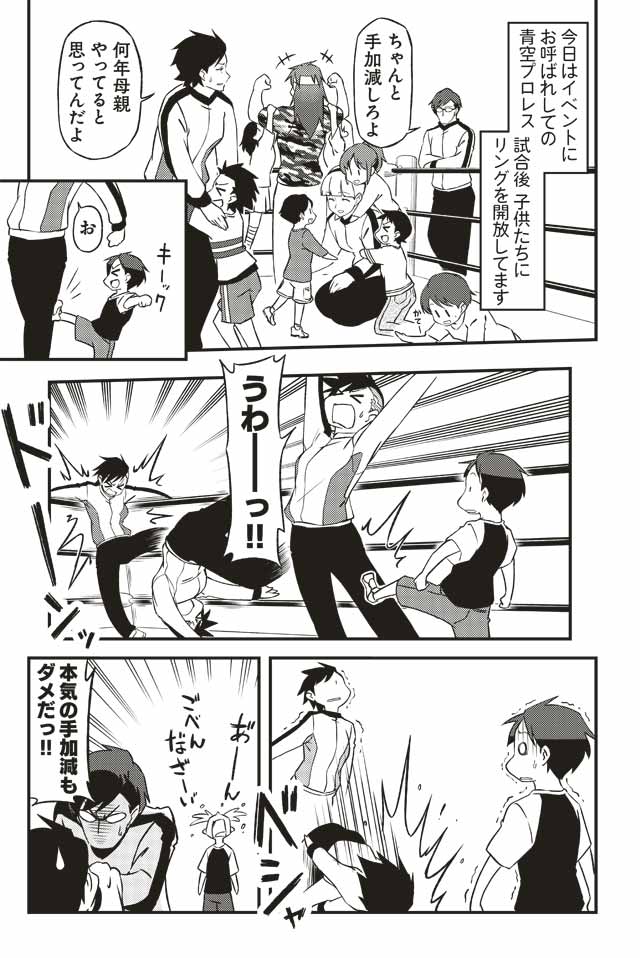 今日はイベントに
お呼ばれしての
青空プロレス
試合後 子供たちに
リングを開放してます
ちゃんと
手加減しろよ
何年母親
やってると
思ってんだよ
かて〜
お
キーック
うわーーっ!!
ドンッ
ドシャ
おーーん
ごべん
なざーい
本気の手加減も
ダメだっ!!